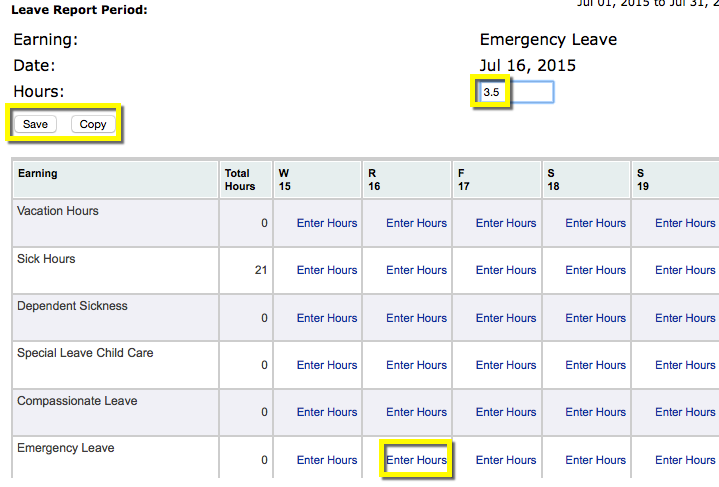 Jul 01, 2015 to Jul 31, 2
Leave Report Period:
Earning: Emergency Leave
Date: Jul 16, 2015
Hours: 3.5
Save Copy
Earning Total Hours W 15 R 16 F 17 S 18 S 19
Vacation Hours 0 Enter Hours Enter Hours Enter Hours Enter Hours Enter Hours
Sick Hours 21 Enter Hours Enter Hours Enter Hours Enter Hours Enter Hours
Dependent Sickness 0 Enter Hours Enter Hours Enter Hours Enter Hours Enter Hours
Special Leave Child Care 0 Enter Hours Enter Hours Enter Hours Enter Hours Enter Hours
Compassionate Leave 0 Enter Hours Enter Hours Enter Hours Enter Hours Enter Hours
Emergency Leave 0 Enter Hours Enter Hours Enter Hours Enter Hours Enter Hours